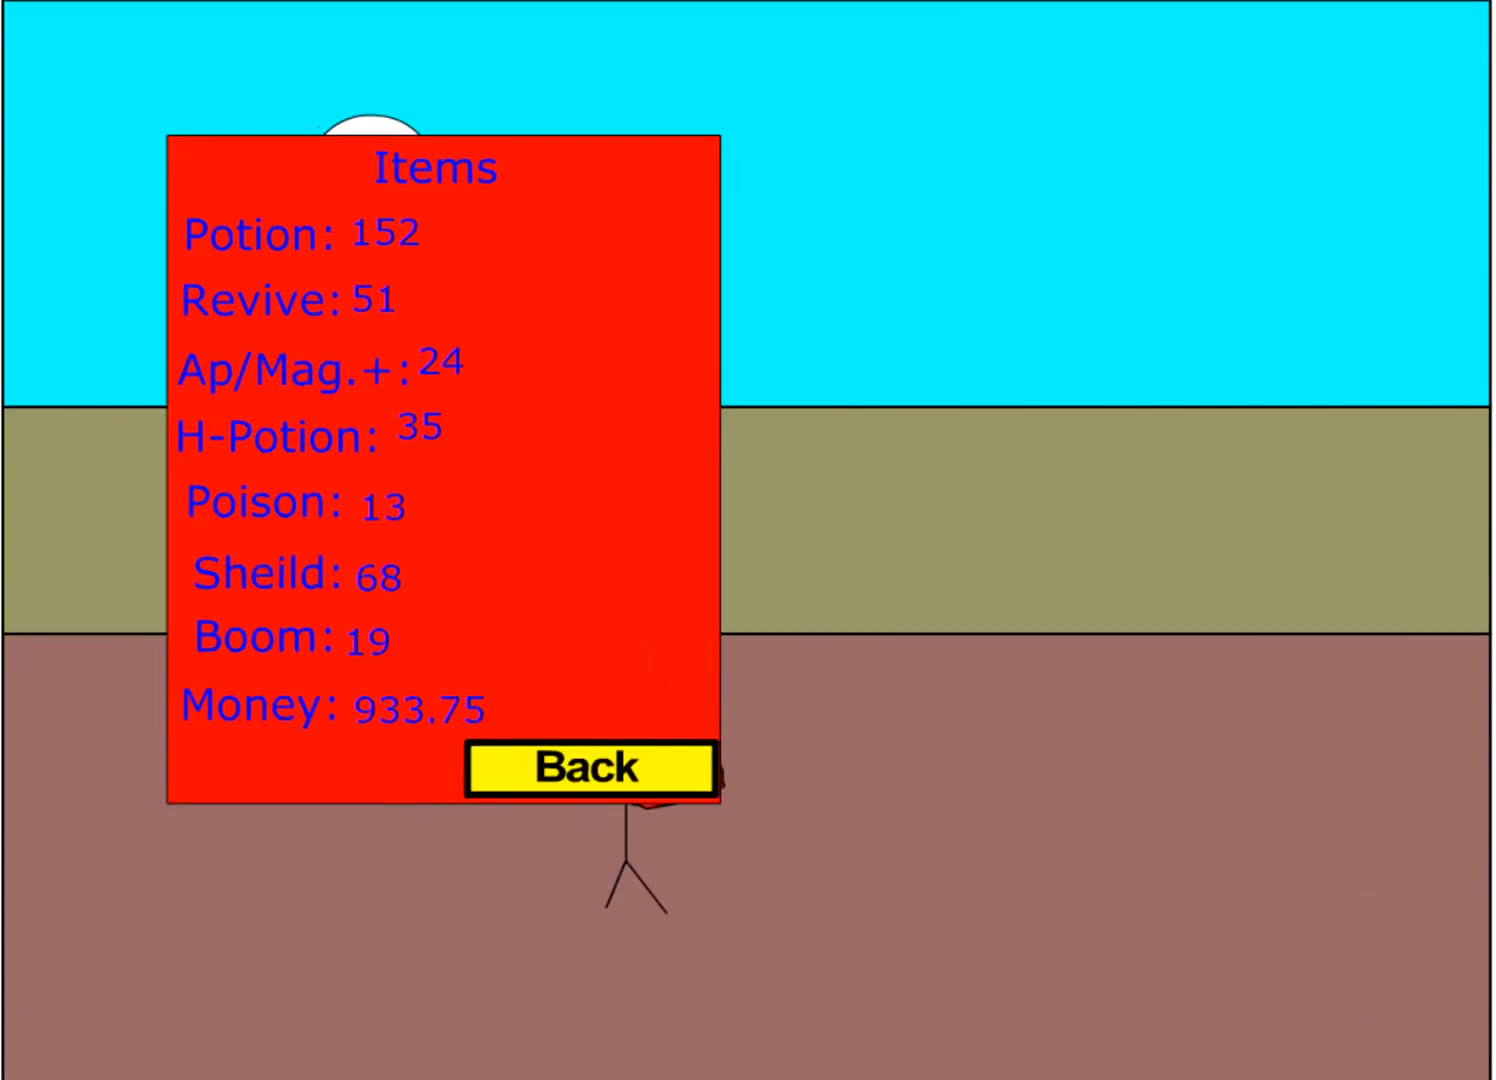 Items
Potion: 152
Revive: 51
Ap/Mag.+: 24
H-Potion: 35
Poison: 13
Sheild: 68
Boom: 19
Money: 933.75
Back